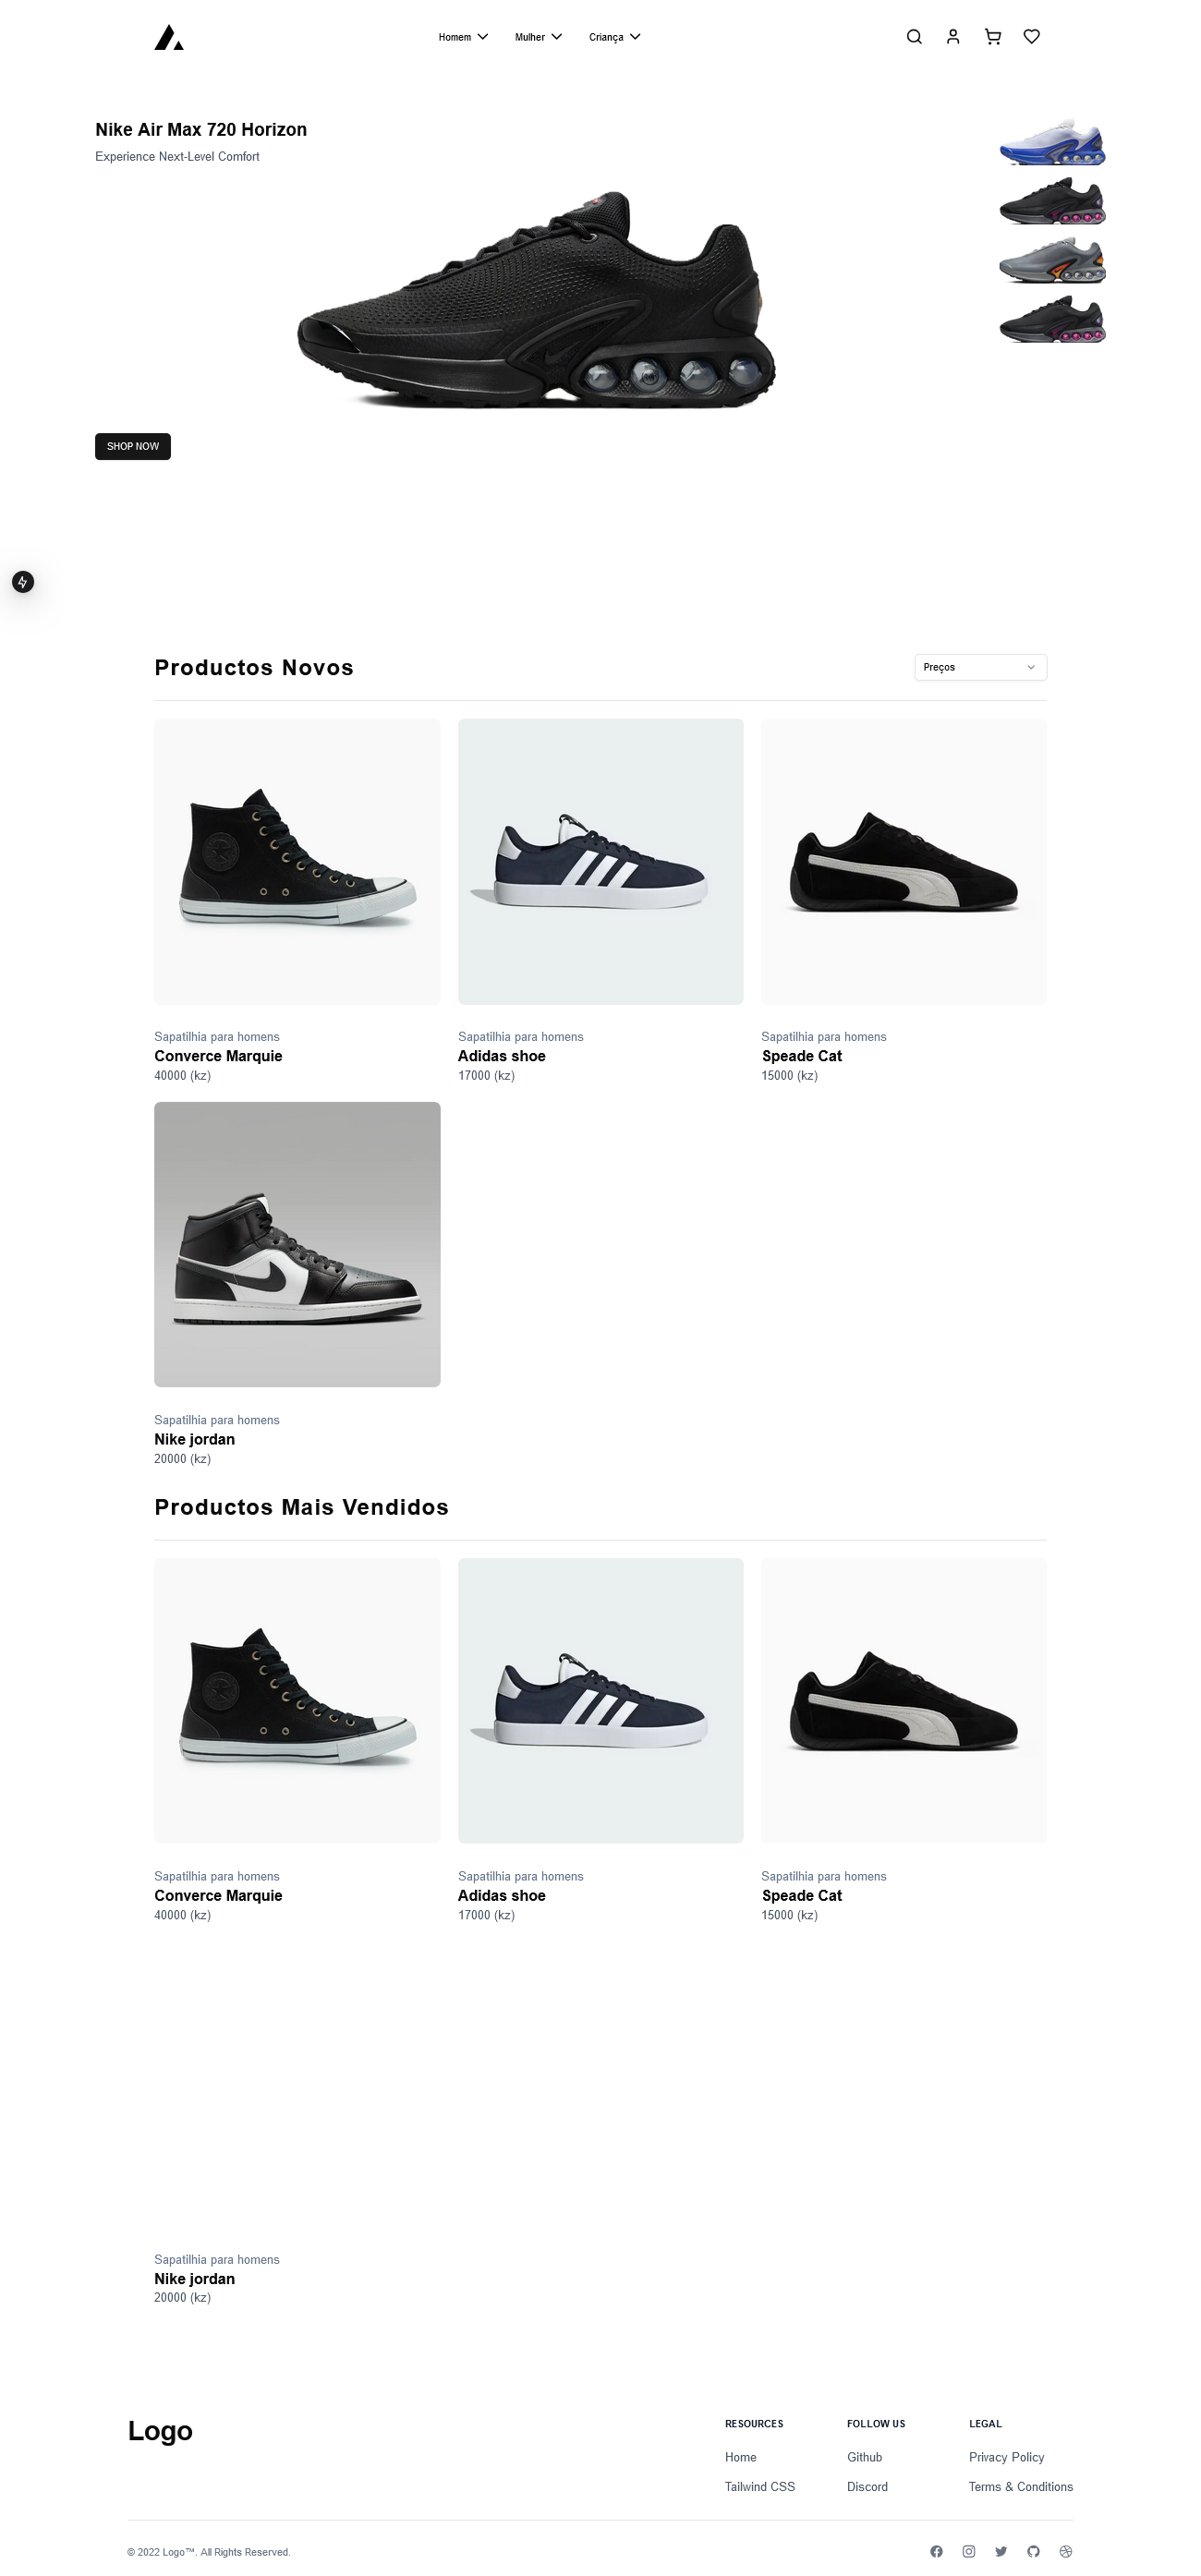 Homem Mulher Criança
Nike Air Max 720 Horizon
Experience Next-Level Comfort
SHOP NOW
Productos Novos
Preços
Sapatilhia para homens Sapatilhia para homens Sapatilhia para homens
Converce Marquie Adidas shoe Speade Cat
40000 (kz) 17000 (kz) 15000 (kz)
Sapatilhia para homens
Nike jordan
20000 (kz)
Productos Mais Vendidos
Sapatilhia para homens Sapatilhia para homens Sapatilhia para homens
Converce Marquie Adidas shoe Speade Cat
40000 (kz) 17000 (kz) 15000 (kz)
Sapatilhia para homens
Nike jordan
20000 (kz)
Logo
RESOURCES FOLLOW US LEGAL
Home Github Privacy Policy
Tailwind CSS Discord Terms & Conditions
© 2022 Logo™. All Rights Reserved.